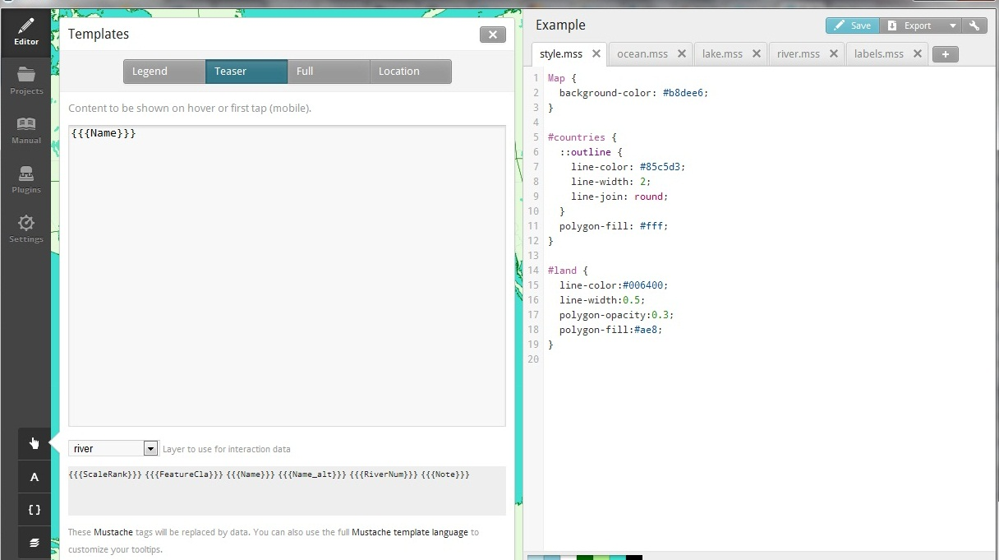 Editor
Projects
Manual
Plugins
Settings
A
{ }
Templates
Legend Teaser Full Location
Content to be shown on hover or first tap (mobile).
{{{Name}}}
river Layer to use for interaction data
{{{ScaleRank}}} {{{FeatureCla}}} {{{Name}}} {{{Name_alt}}} {{{RiverNum}}} {{{Note}}}
These Mustache tags will be replaced by data. You can also use the full Mustache template language to
customize your tooltips.
Example
Save Export
style.mss ocean.mss lake.mss river.mss labels.mss +
1 Map {
2 background-color: #b8dee6;
3 }
4
5 #countries {
6 ::outline {
7 line-color: #85c5d3;
8 line-width: 2;
9 line-join: round;
10 }
11 polygon-fill: #fff;
12 }
13
14 #land {
15 line-color:#006400;
16 line-width:0.5;
17 polygon-opacity:0.3;
18 polygon-fill:#ae8;
19 }
20